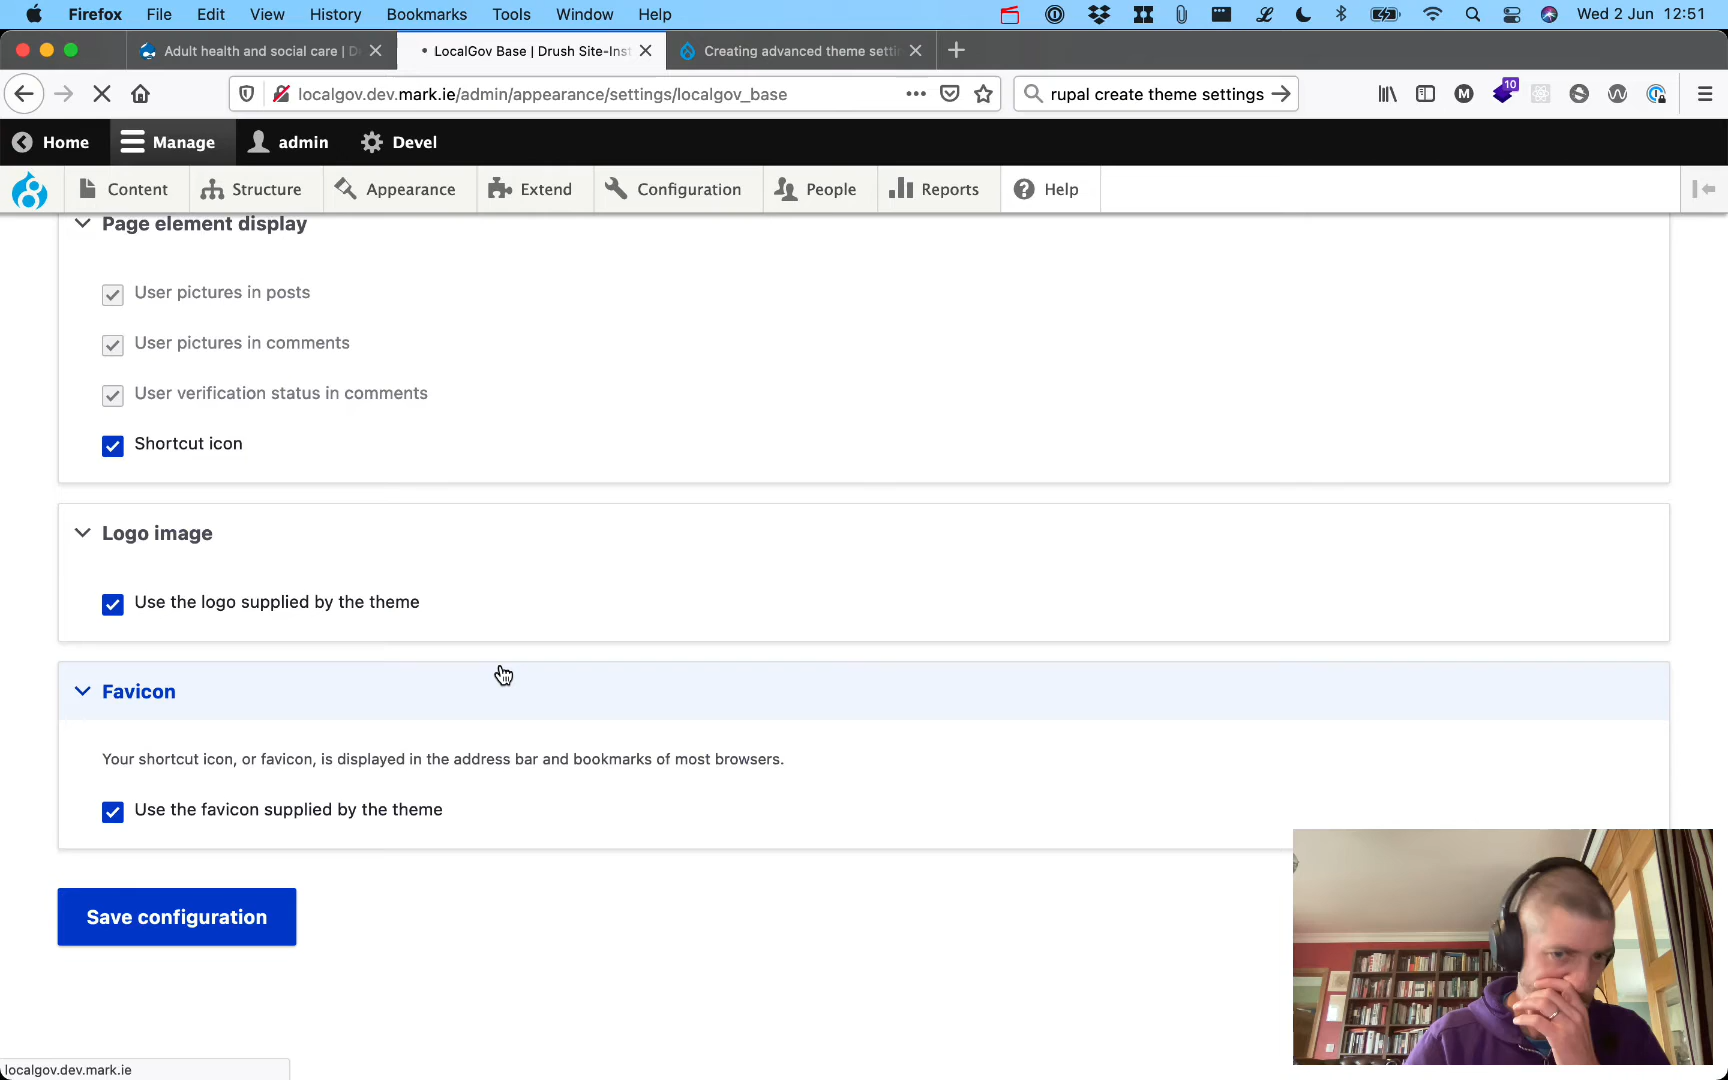 Firefox File Edit View History Bookmarks Tools Window Help Wed 2 Jun 12:51
Adult health and social care | D
• LocalGov Base | Drush Site-Inst
Creating advanced theme setti
localgov.dev.mark.ie/admin/appearance/settings/localgov_base
rupal create theme settings
10
Home Manage admin Devel
Content Structure Appearance Extend Configuration People Reports Help
Page element display
User pictures in posts
User pictures in comments
User verification status in comments
Shortcut icon
Logo image
Use the logo supplied by the theme
Favicon
Your shortcut icon, or favicon, is displayed in the address bar and bookmarks of most browsers.
Use the favicon supplied by the theme
Save configuration
localgov.dev.mark.ie